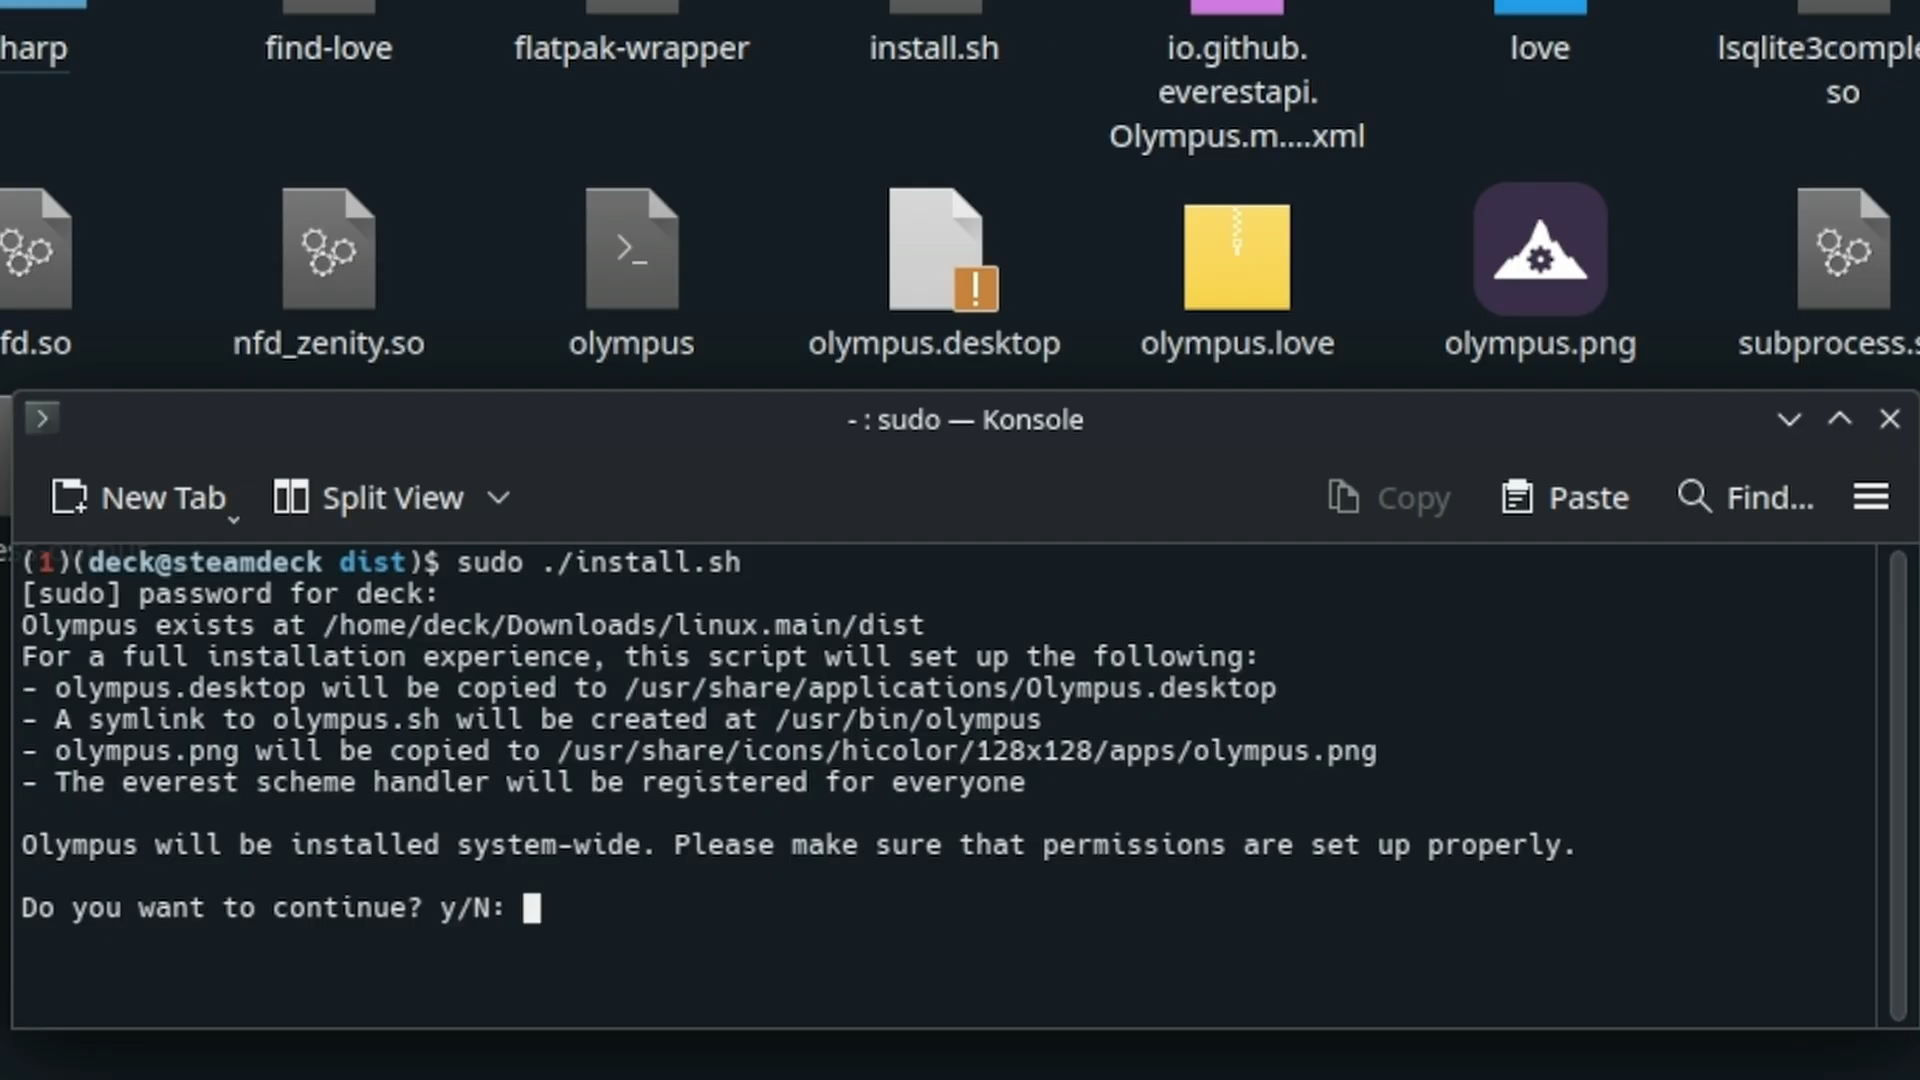 harp
find-love
flatpak-wrapper
install.sh
io.github.
everestapi.
Olympus.m....xml
love
lsqlite3comple
so
fd.so
nfd_zenity.so
olympus
olympus.desktop
olympus.love
olympus.png
subprocess.s
- : sudo — Konsole
New Tab
Split View
Copy
Paste
Find...
(1)(deck@steamdeck dist)$ sudo ./install.sh
[sudo] password for deck:
Olympus exists at /home/deck/Downloads/linux.main/dist
For a full installation experience, this script will set up the following:
- olympus.desktop will be copied to /usr/share/applications/Olympus.desktop
- A symlink to olympus.sh will be created at /usr/bin/olympus
- olympus.png will be copied to /usr/share/icons/hicolor/128x128/apps/olympus.png
- The everest scheme handler will be registered for everyone
Olympus will be installed system-wide. Please make sure that permissions are set up properly.
Do you want to continue? y/N: